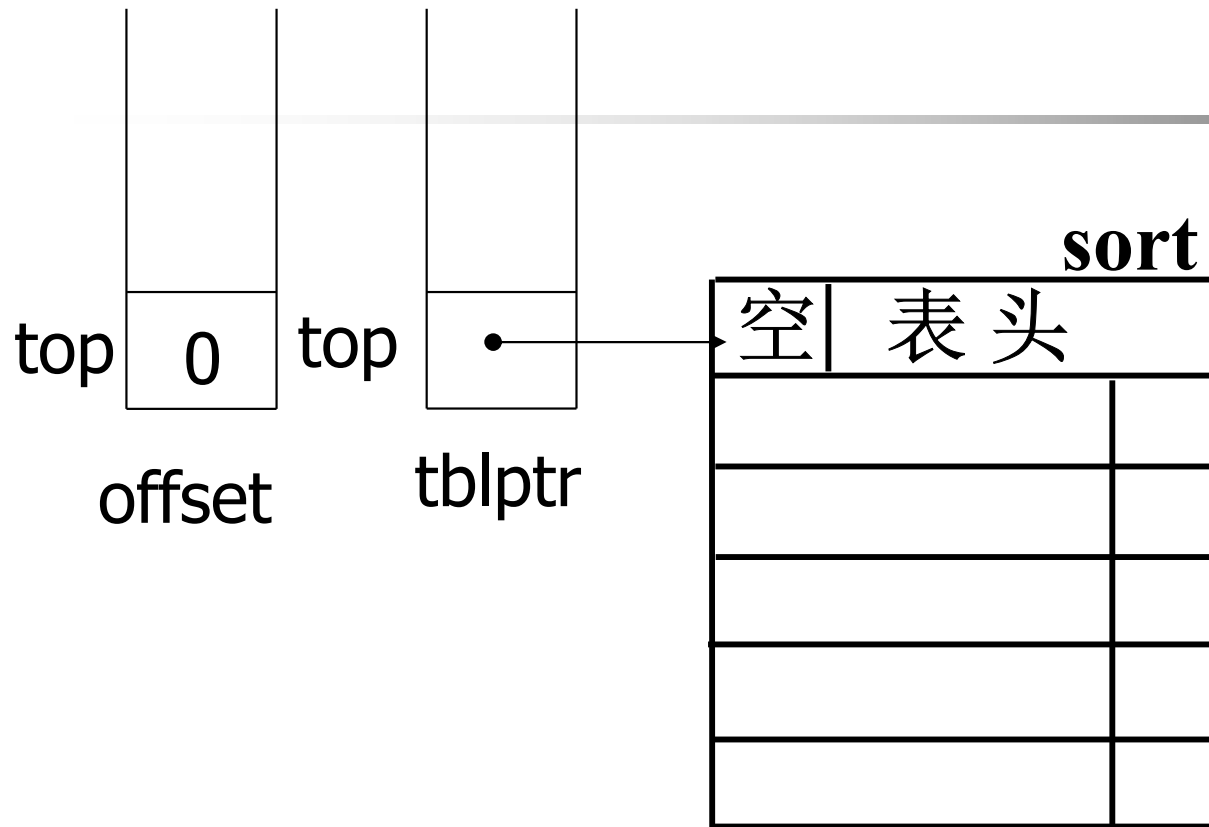 sort
空 表头
top 0 top
offset tblptr